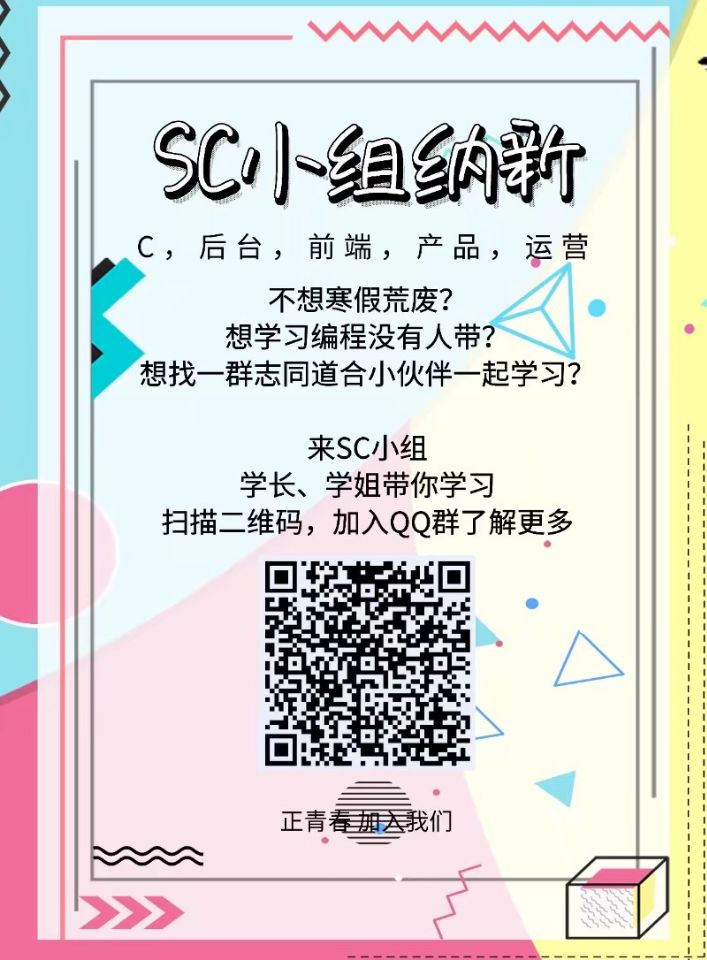 SC小组纳新
C，后台，前端，产品，运营
不想寒假荒废？
想学习编程没有人带？
想找一群志同道合小伙伴一起学习？
来SC小组
学长、学姐带你学习
扫描二维码，加入QQ群了解更多
正青春 加入我们